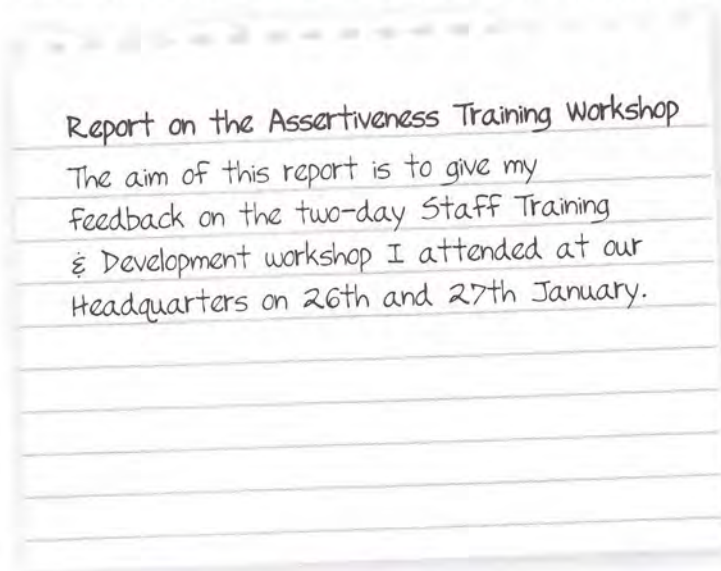 Report on the Assertiveness Training Workshop
The aim of this report is to give my
feedback on the two-day Staff Training
& Development workshop I attended at our
Headquarters on 26th and 27th January.